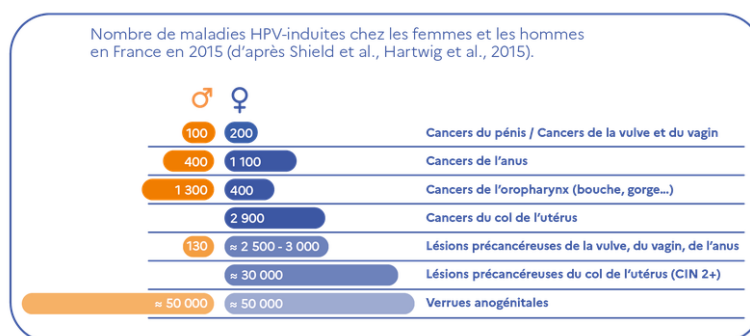 Nombre de maladies HPV-induites chez les femmes et les hommes
en France en 2015 (d'après Shield et al., Hartwig et al., 2015).
♂ ♀
100 200 Cancers du pénis / Cancers de la vulve et du vagin
400 1 100 Cancers de l'anus
1 300 400 Cancers de l'oropharynx (bouche, gorge...)
2 900 Cancers du col de l'utérus
130 ≈ 2 500 - 3 000 Lésions précancéreuses de la vulve, du vagin, de l'anus
≈ 30 000 Lésions précancéreuses du col de l'utérus (CIN 2+)
≈ 50 000 ≈ 50 000 Verrues anogénitales